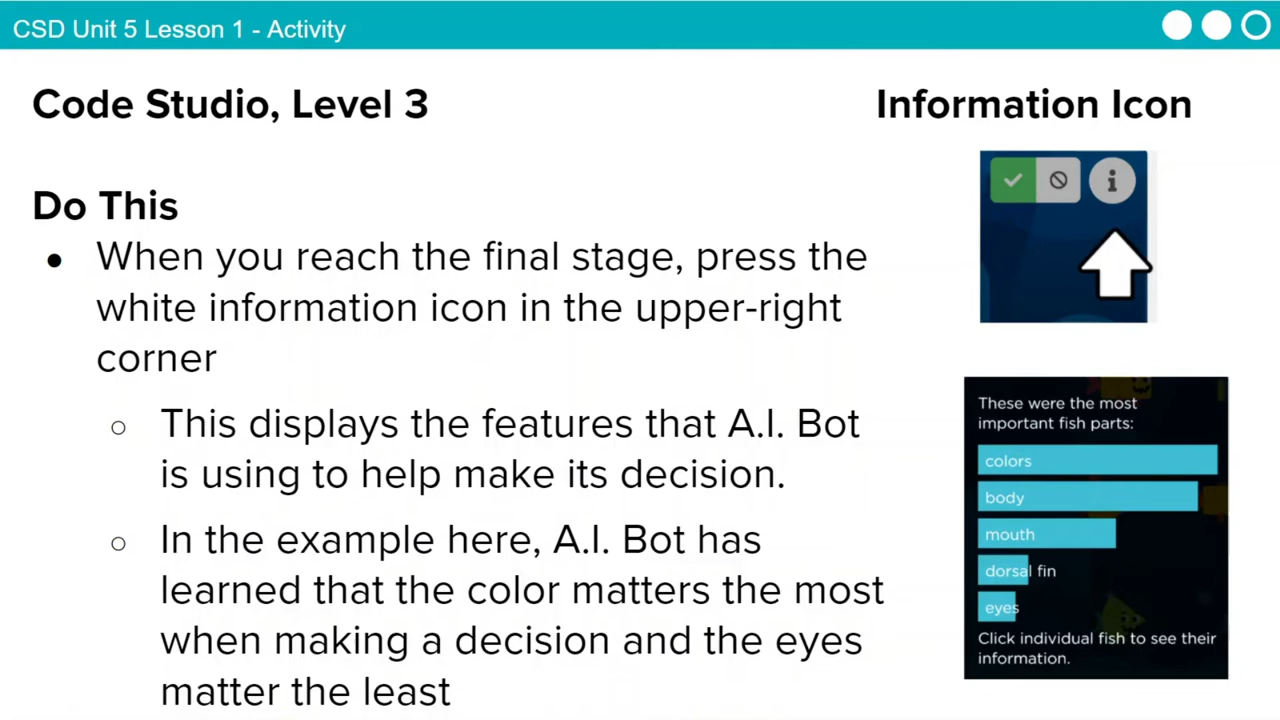 CSD Unit 5 Lesson 1 - Activity
Code Studio, Level 3
Information Icon
Do This
● When you reach the final stage, press the
white information icon in the upper-right
corner
○ This displays the features that A.I. Bot
is using to help make its decision.
○ In the example here, A.I. Bot has
learned that the color matters the most
when making a decision and the eyes
matter the least
i
These were the most
important fish parts:
colors
body
mouth
dorsal fin
eyes
Click individual fish to see their
information.